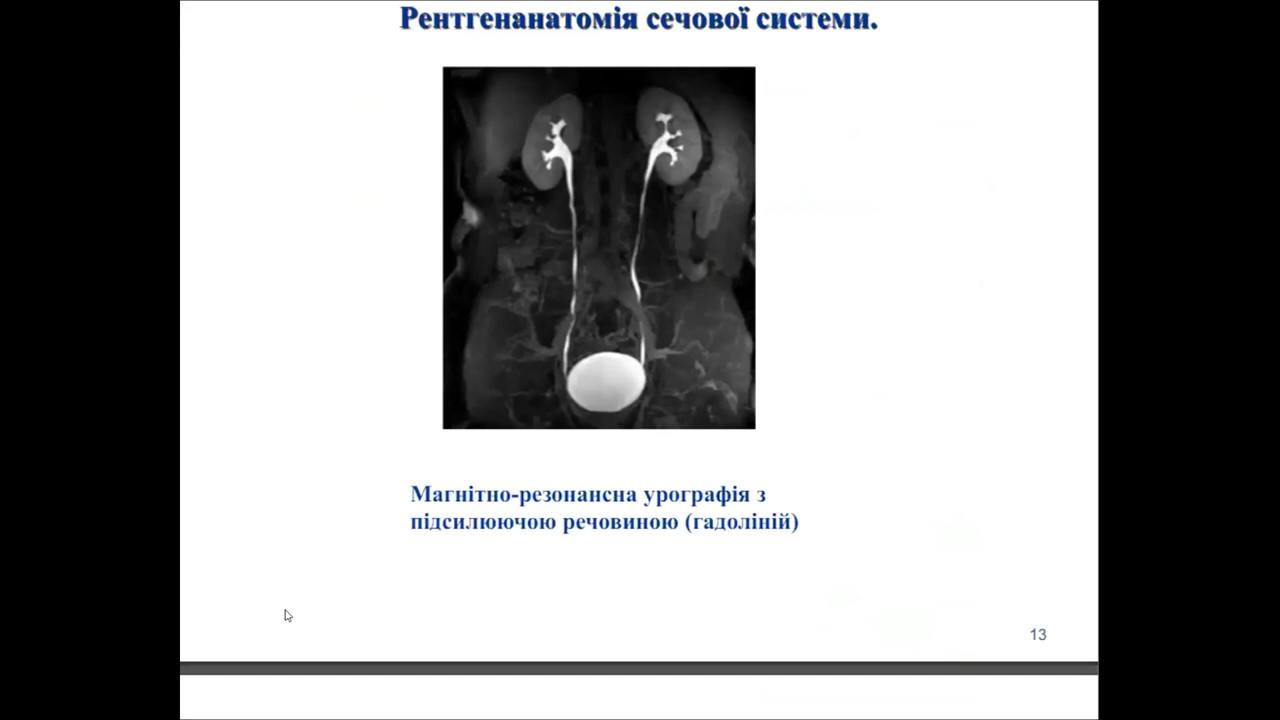 Рентгенанатомія сечової системи.
Магнітно-резонансна урографія з
підсилюючою речовиною (гадоліній)
13